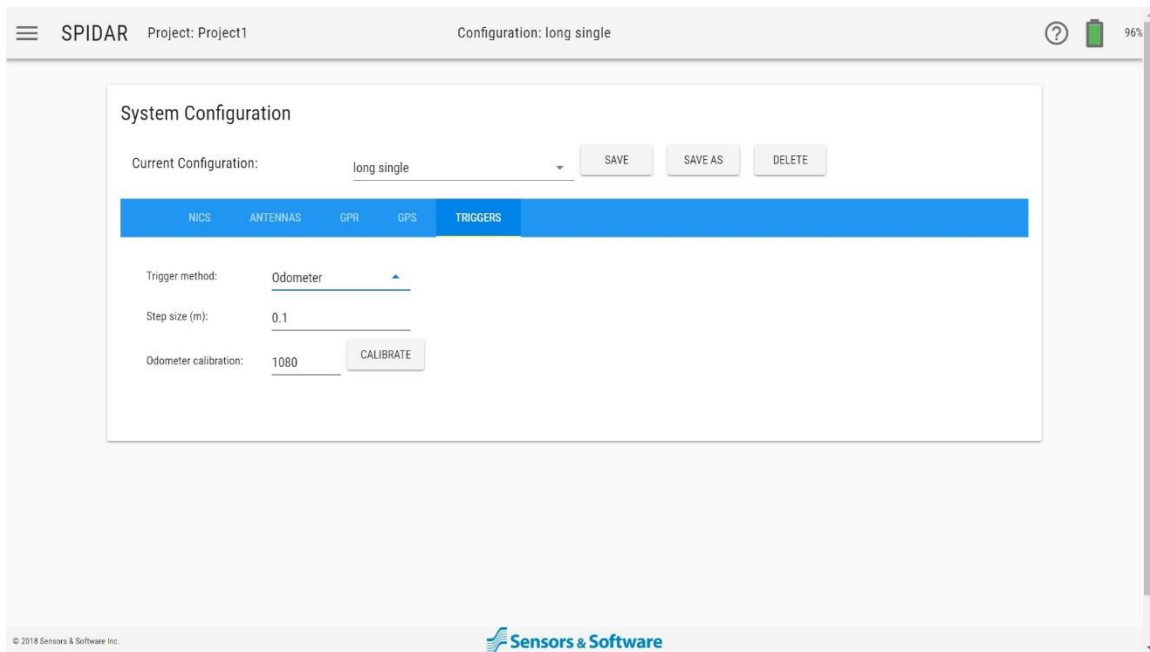 SPIDAR Project: Project1 Configuration: long single 96%
System Configuration
Current Configuration: long single SAVE SAVE AS DELETE
NICS ANTENNAS GPR GPS TRIGGERS
Trigger method: Odometer
Step size (m): 0.1
Odometer calibration: 1080 CALIBRATE
© 2018 Sensors & Software Inc. Sensors & Software